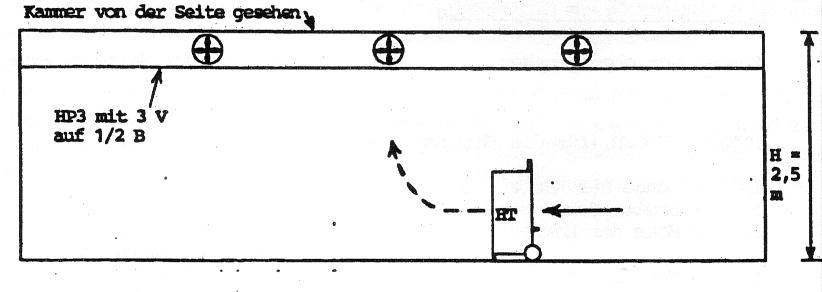 Kammer von der Seite gesehen
HP3 mit 3 V
auf 1/2 B
H =
2,5
m
HT